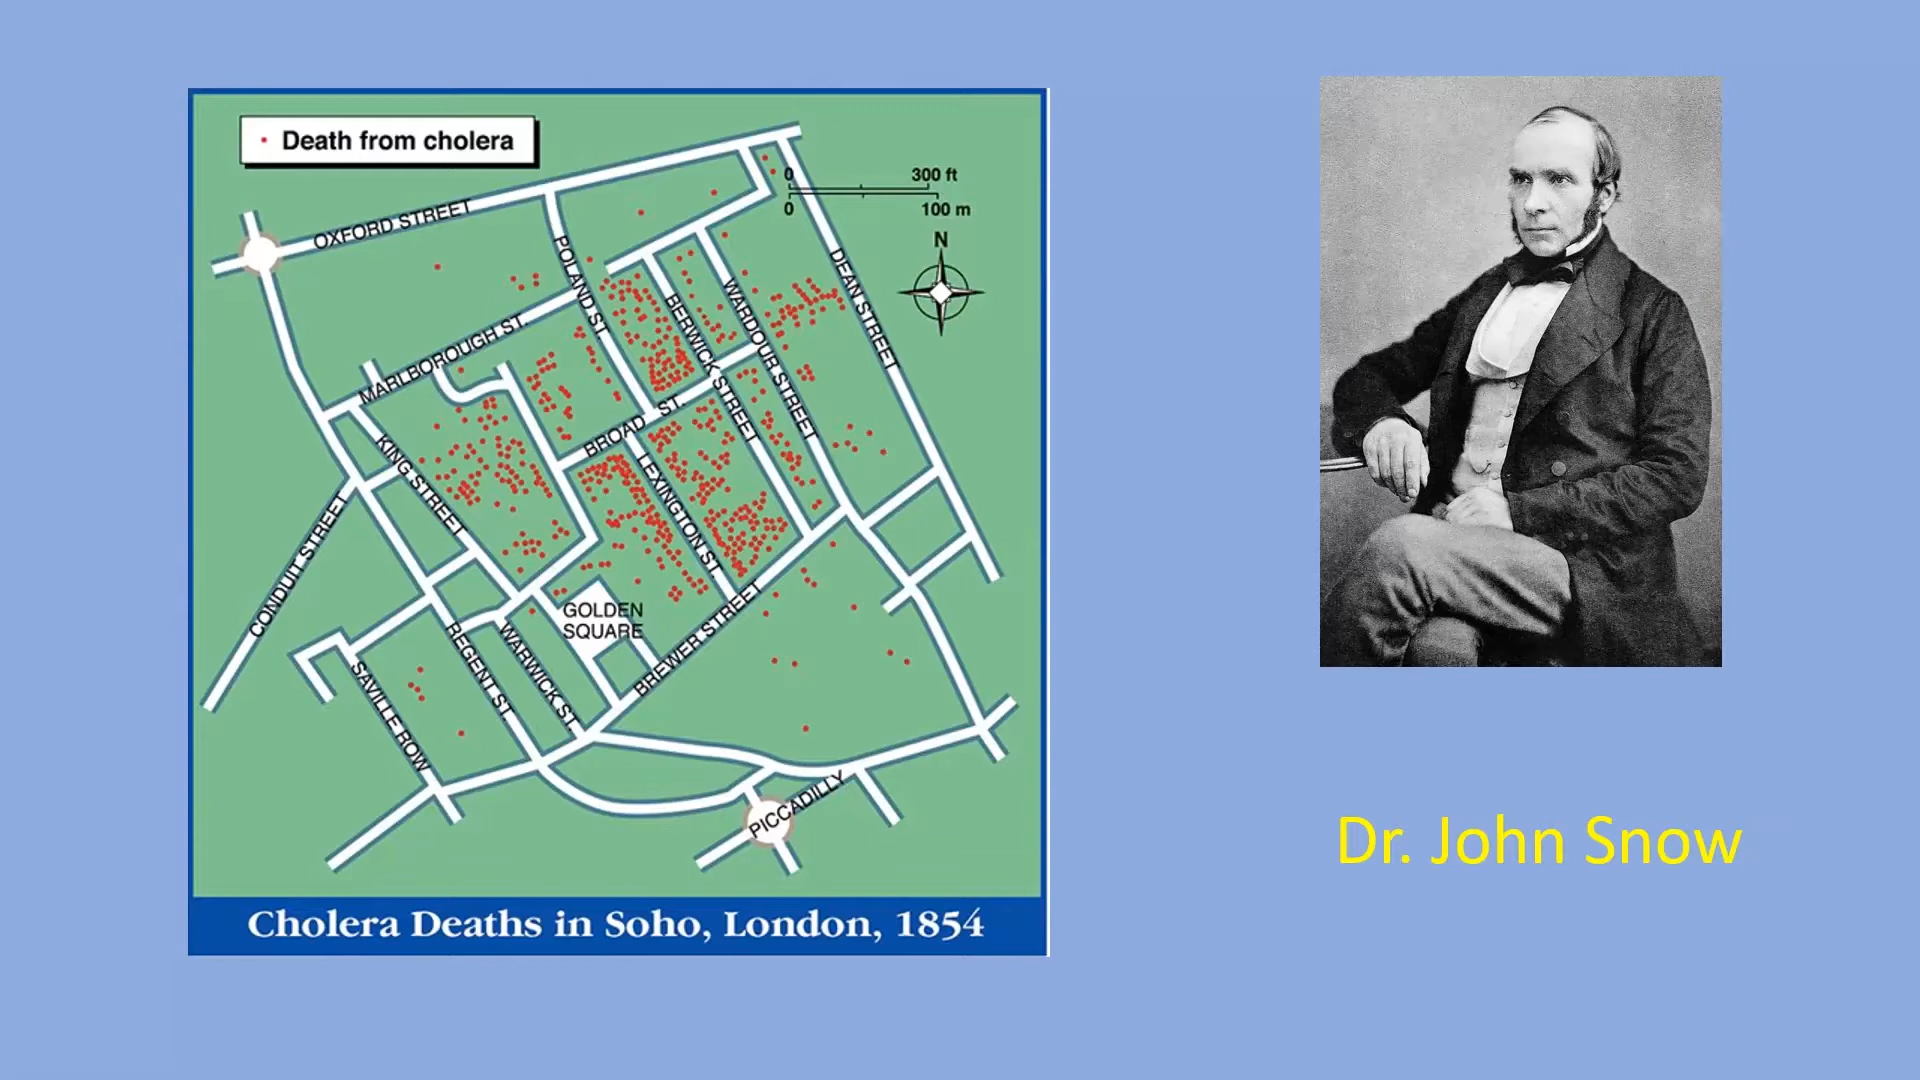 Death from cholera
0 300 ft
0 100 m
N
OXFORD STREET
POLAND ST.
DEAN STREET
BERWICK STREET
WARDOUR STREET
MARLBOROUGH ST.
BROAD ST.
KING STREET
LEXINGTON ST.
CONDUIT STREET
GOLDEN
SQUARE
BREWER STREET
REGENT ST.
WARWICK ST.
SAVILLE ROW
PICCADILLY
Cholera Deaths in Soho, London, 1854
Dr. John Snow